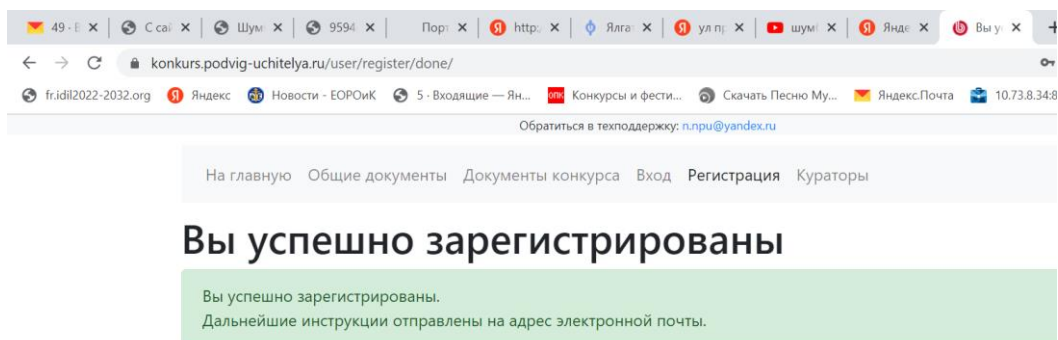 49 - В С сай Шум 9594 Порт http:/ Ялгат ул пр шумб Янде Вы у
konkurs.podvig-uchitelya.ru/user/register/done/
fr.idil2022-2032.org Яндекс Новости - ЕОРОиК 5 · Входящие — Ян... Конкурсы и фести... Скачать Песню Му... Яндекс.Почта 10.73.8.34:8
Обратиться в техподдержку: n.npu@yandex.ru
На главную Общие документы Документы конкурса Вход Регистрация Кураторы
Вы успешно зарегистрированы
Вы успешно зарегистрированы.
Дальнейшие инструкции отправлены на адрес электронной почты.